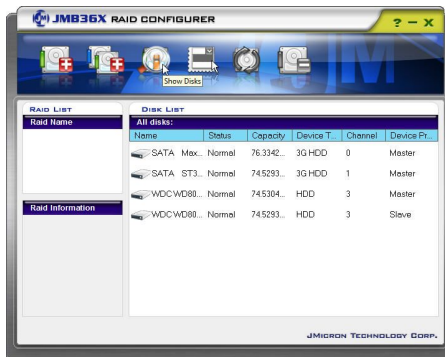 JMB36X RAID CONFIGURER
? – X
Show Disks
RAID LIST
Raid Name
Raid Information
DISK LIST
All disks:
Name Status Capacity Device T... Channel Device Pr...
SATA Max... Normal 76.3342... 3G HDD 0 Master
SATA ST3... Normal 74.5293... 3G HDD 1 Master
WDC WD80... Normal 74.5304... HDD 3 Master
WDC WD80... Normal 74.5293... HDD 3 Slave
JMICRON TECHNOLOGY CORP.